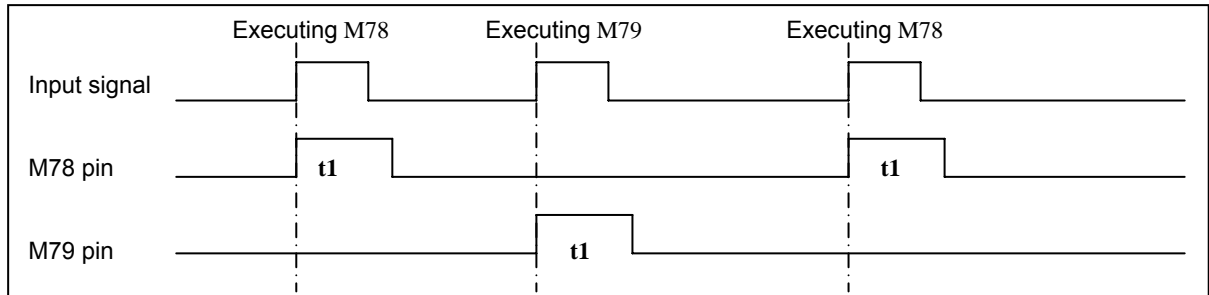 Executing M78 Executing M79 Executing M78
Input signal
M78 pin t1 t1
M79 pin t1